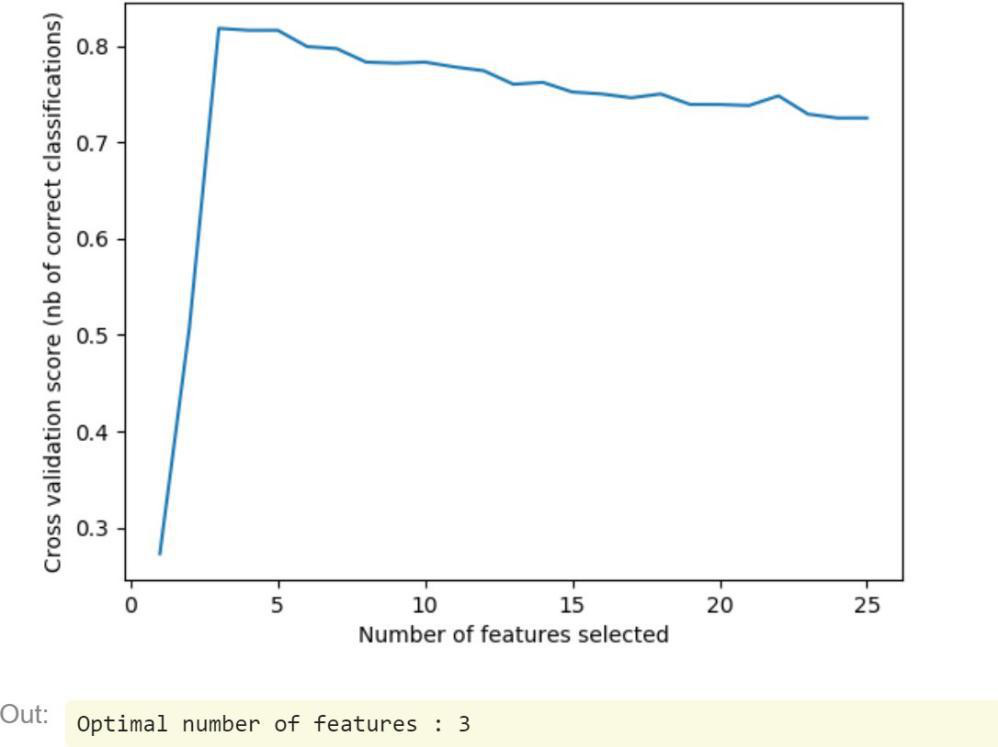 Cross validation score (nb of correct classifications)
0.8
0.7
0.6
0.5
0.4
0.3
0 5 10 15 20 25
Number of features selected
Out: Optimal number of features : 3